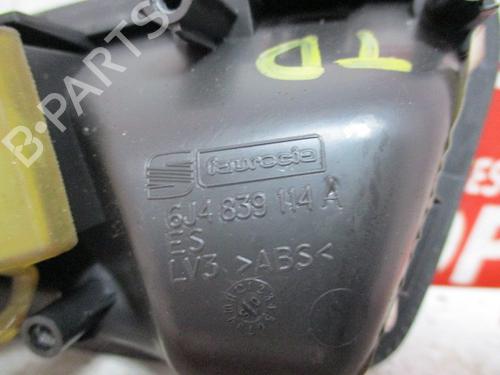 B-PARTS
TD
faurecia
6J4 839 114 A
ES
LV3 >ABS<